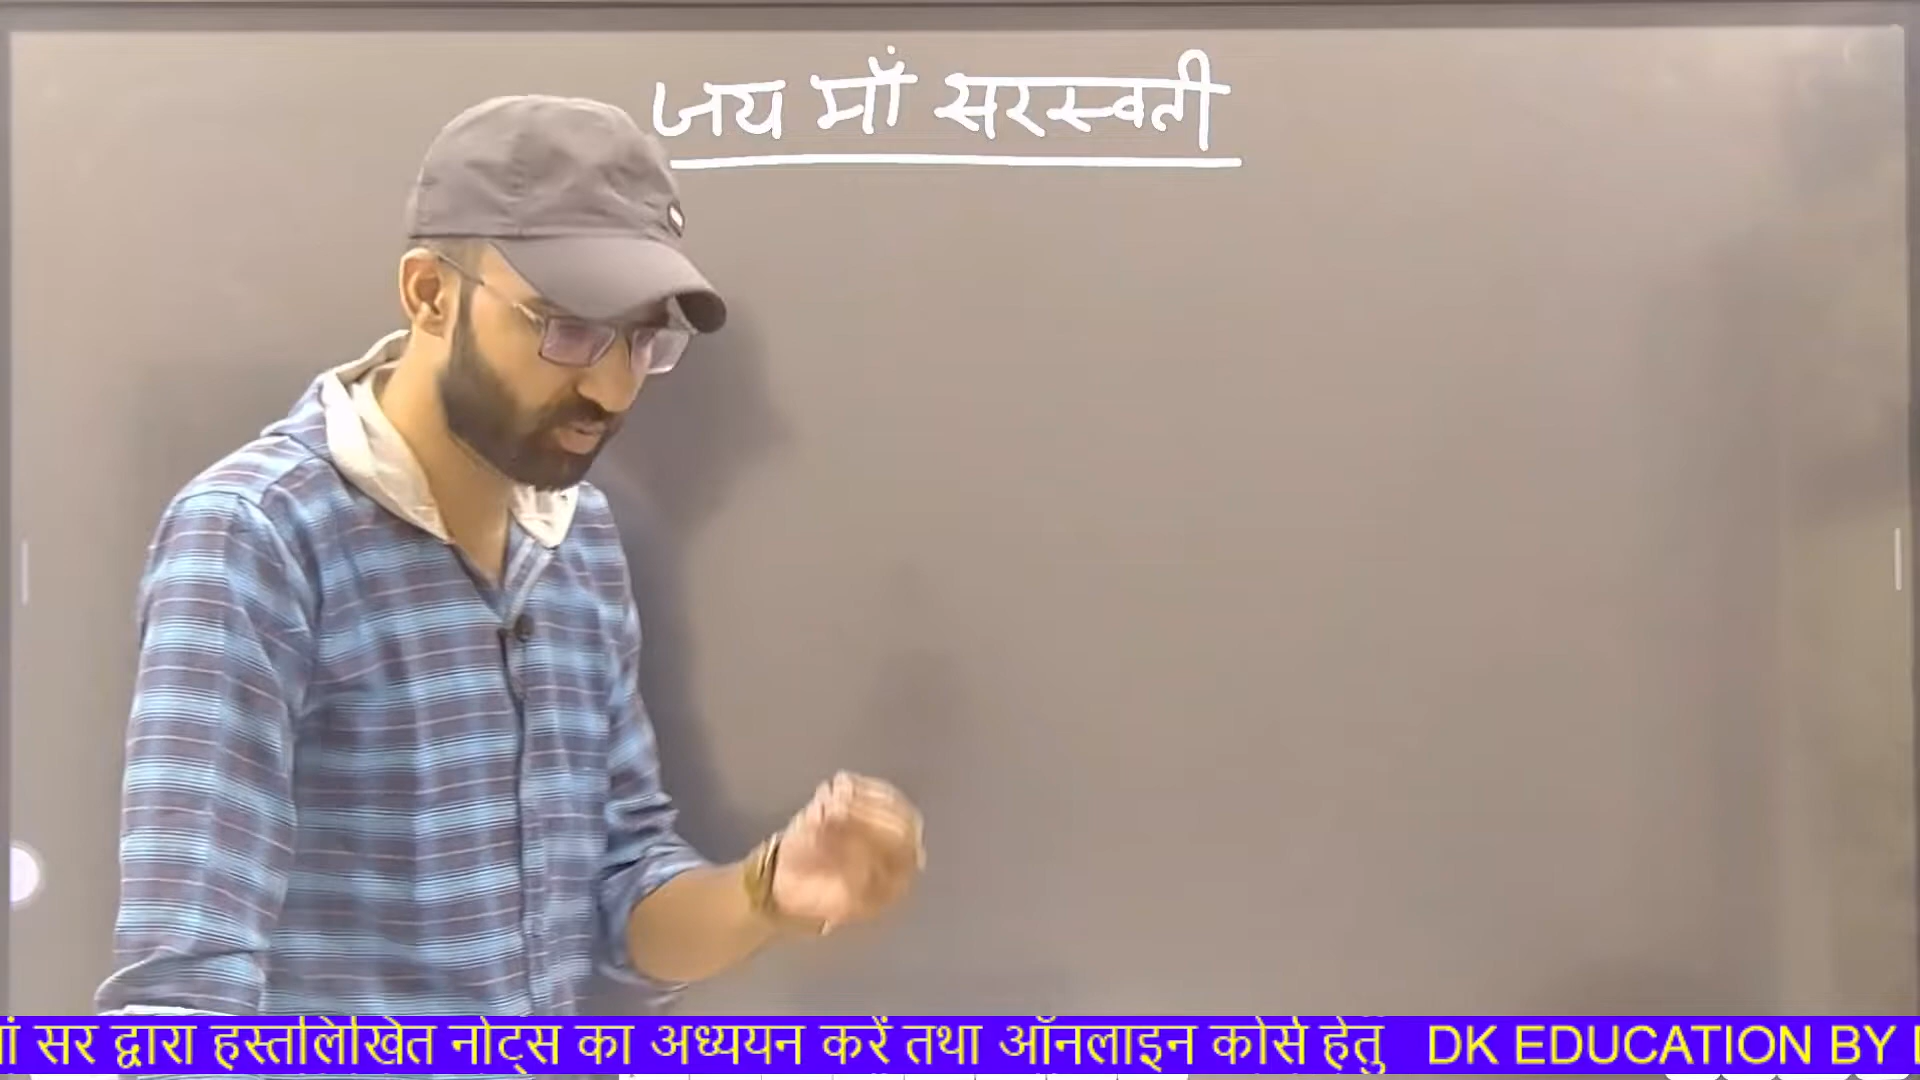 जय माँ सरस्वती
सर द्वारा हस्तलिखित नोट्स का अध्ययन करें तथा ऑनलाइन कोर्स हेतु DK EDUCATION BY